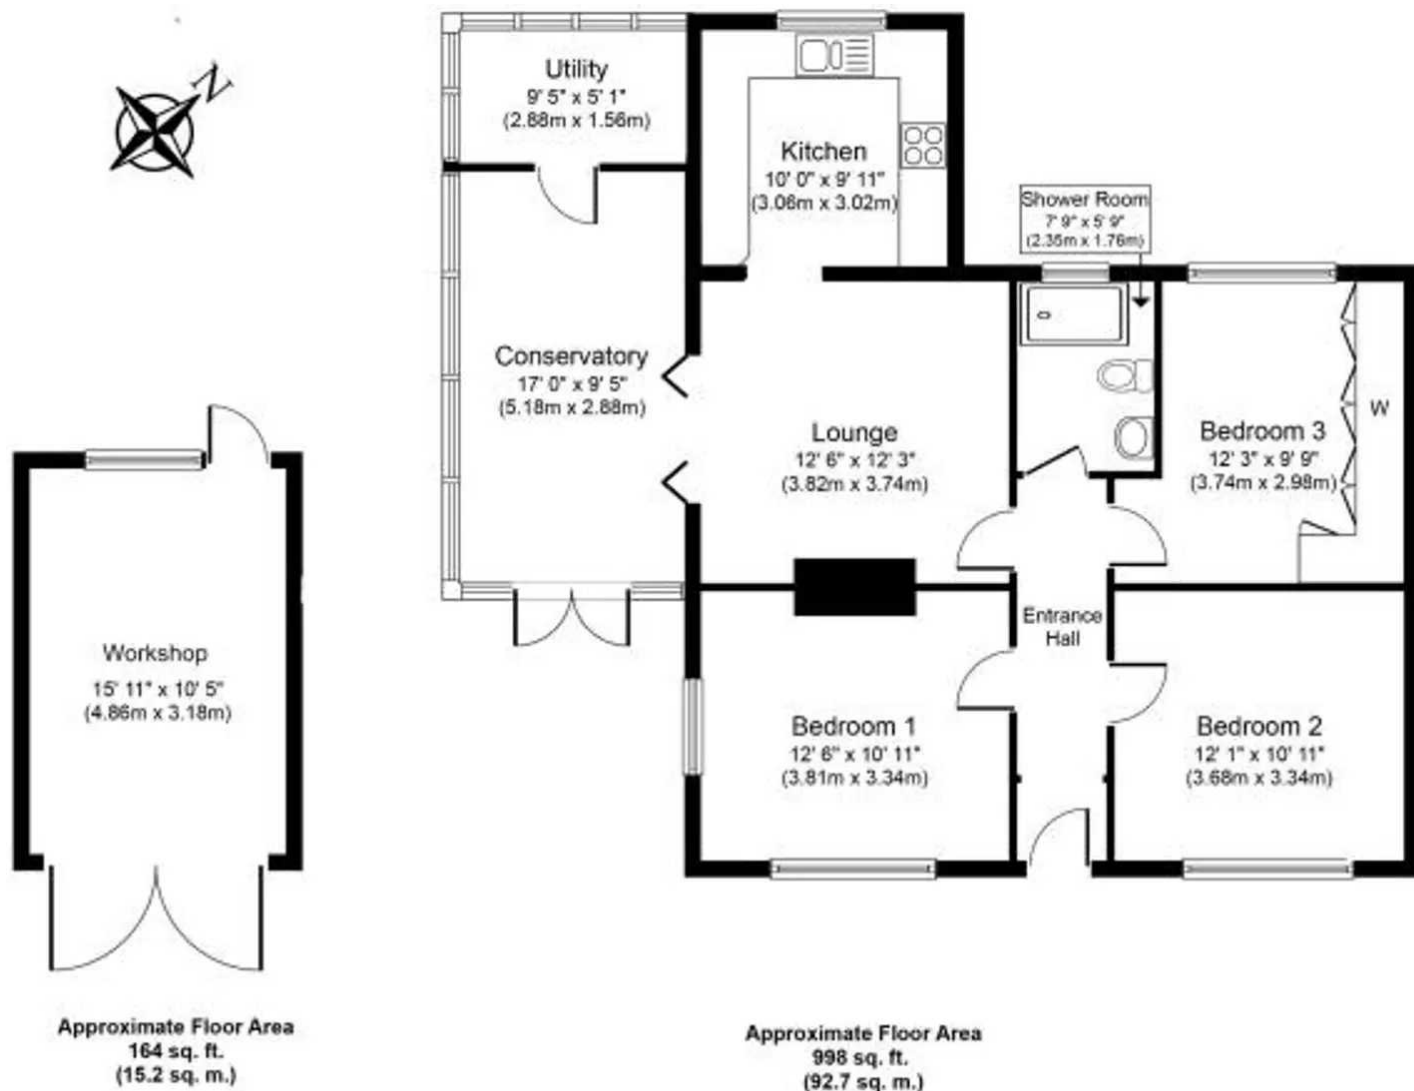 N
Utility
9' 5" x 5' 1"
(2.88m x 1.56m)
Kitchen
10' 0" x 9' 11"
(3.06m x 3.02m)
Shower Room
7' 9" x 5' 9"
(2.35m x 1.76m)
Conservatory
17' 0" x 9' 5"
(5.18m x 2.88m)
Lounge
12' 6" x 12' 3"
(3.82m x 3.74m)
Bedroom 3
12' 3" x 9' 9"
(3.74m x 2.98m)
W
Entrance
Hall
Workshop
15' 11" x 10' 5"
(4.86m x 3.18m)
Bedroom 1
12' 6" x 10' 11"
(3.81m x 3.34m)
Bedroom 2
12' 1" x 10' 11"
(3.68m x 3.34m)
Approximate Floor Area
164 sq. ft.
(15.2 sq. m.)
Approximate Floor Area
998 sq. ft.
(92.7 sq. m.)